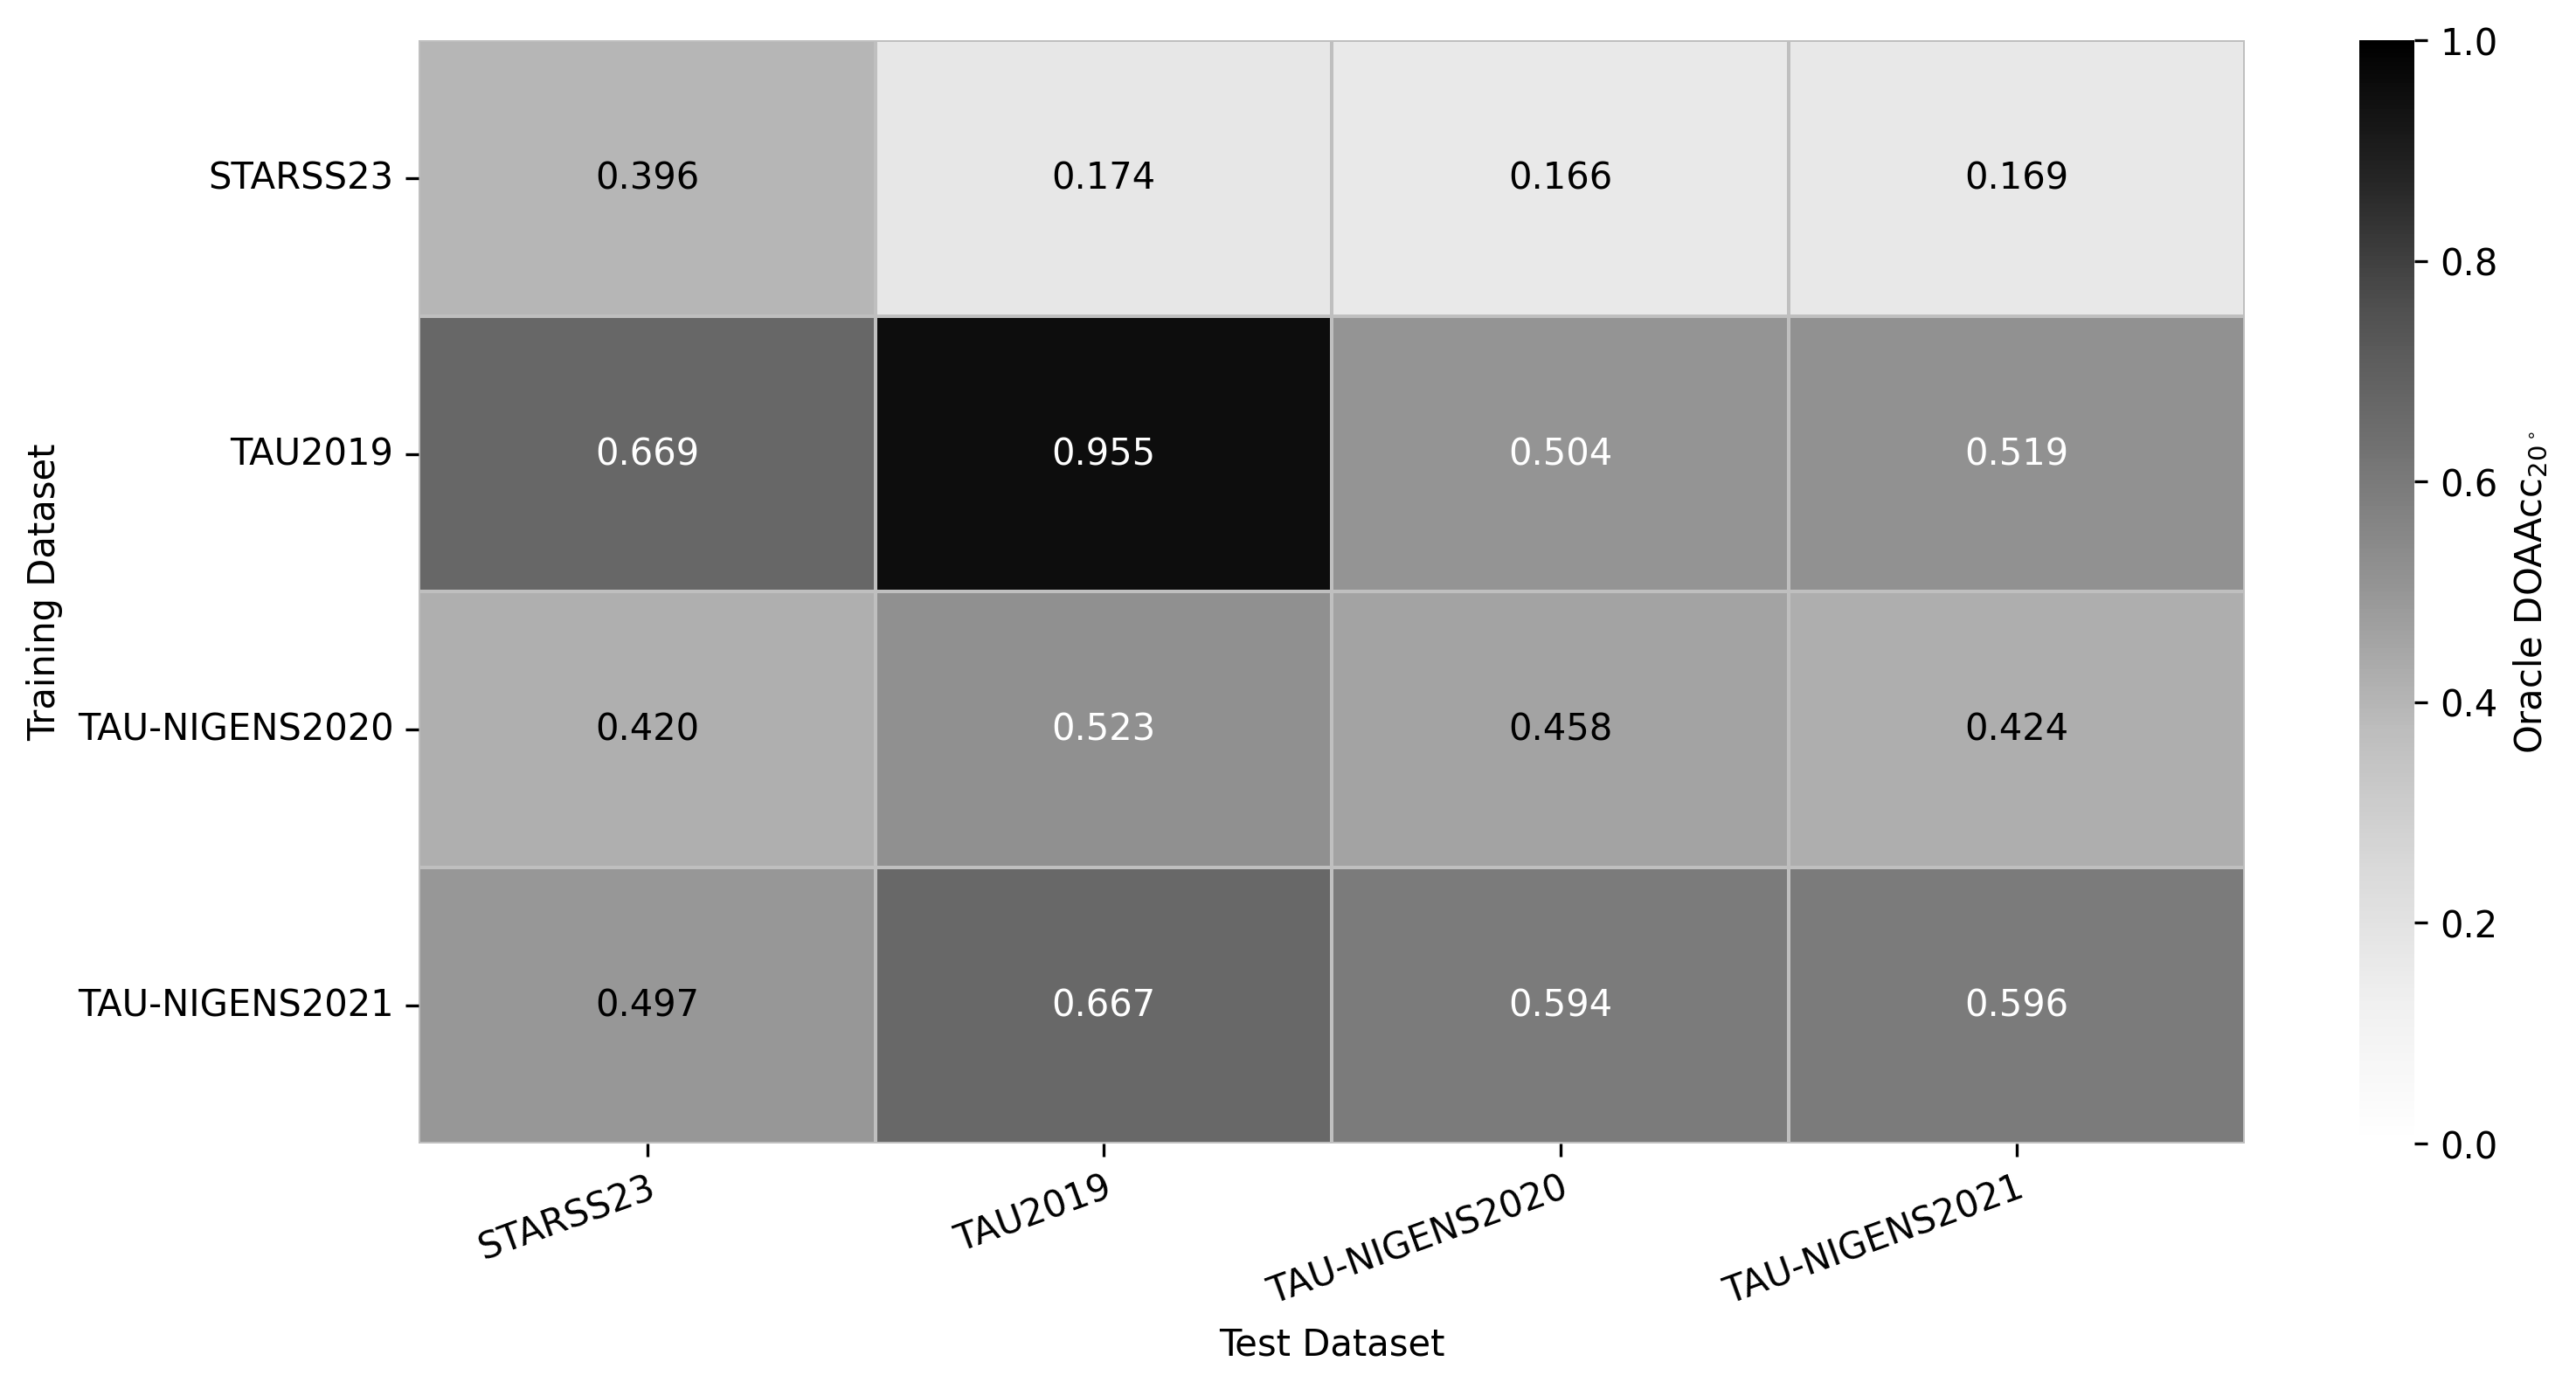 Training Dataset
STARSS23
TAU2019
TAU-NIGENS2020
TAU-NIGENS2021
0.396 0.174 0.166 0.169
0.669 0.955 0.504 0.519
0.420 0.523 0.458 0.424
0.497 0.667 0.594 0.596
STARSS23
TAU2019
TAU-NIGENS2020
TAU-NIGENS2021
Test Dataset
1.0
0.8
0.6
0.4
0.2
0.0
Oracle DOAAcc20°